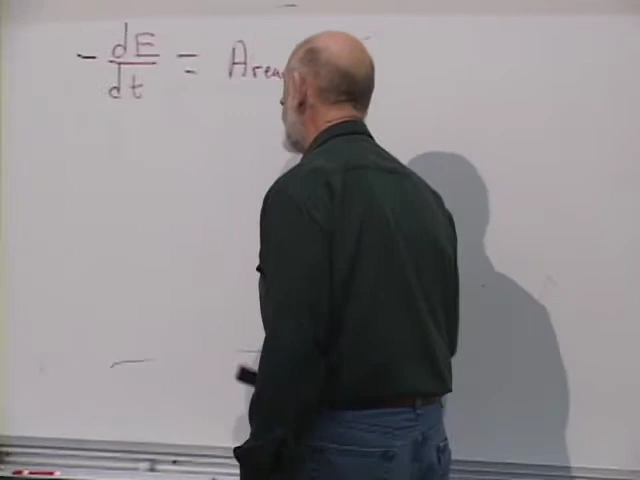 - dE/dt = Area